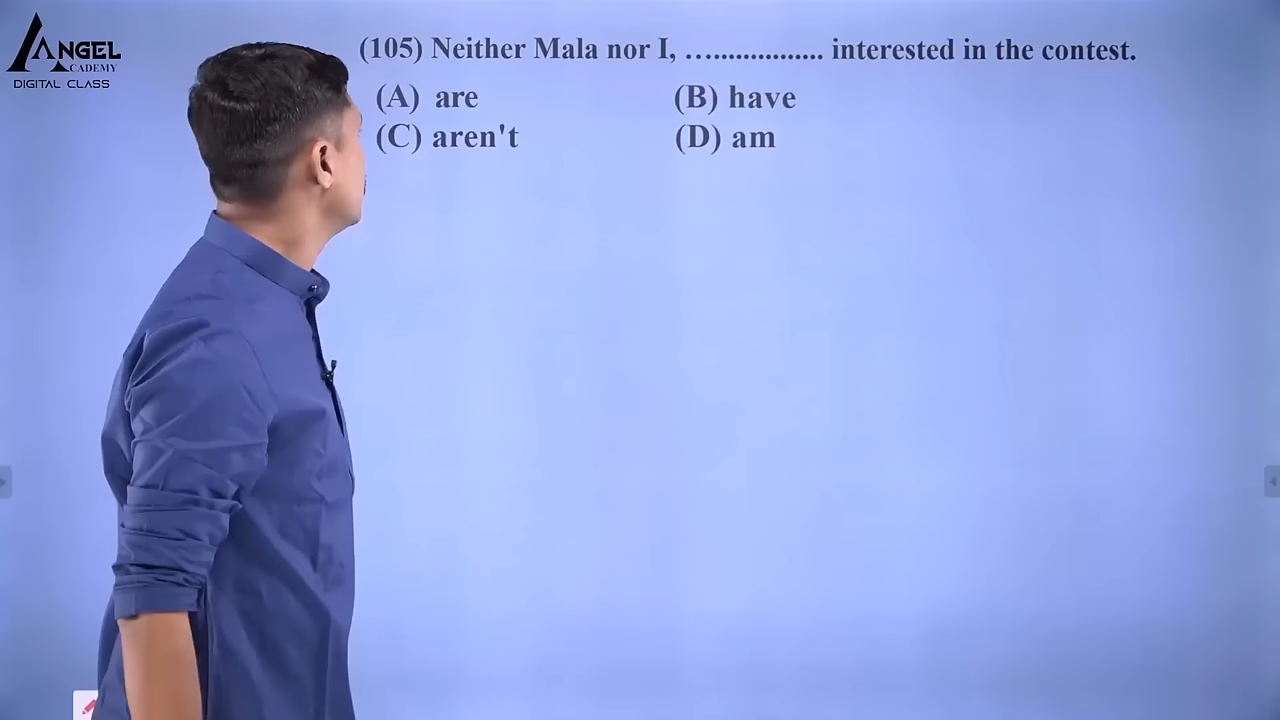 ANGEL
ACADEMY
DIGITAL CLASS
(105) Neither Mala nor I, ................... interested in the contest.
(A) are (B) have
(C) aren't (D) am